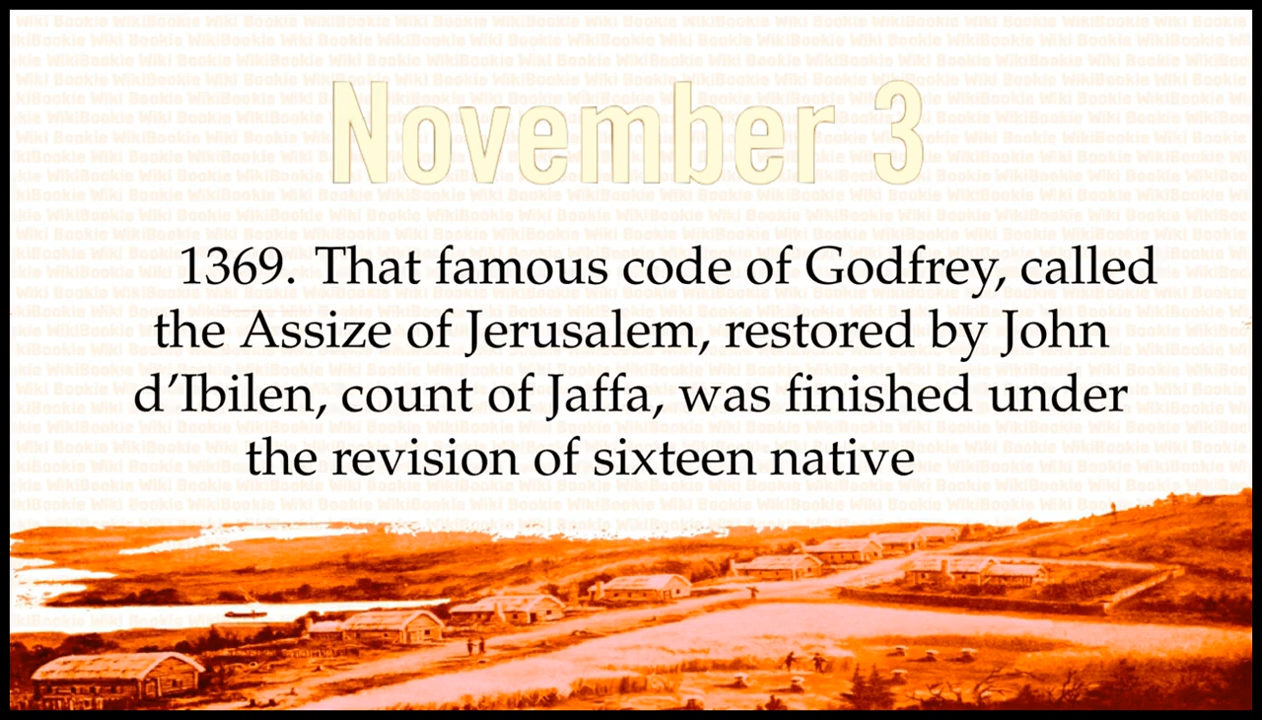 November 3
1369. That famous code of Godfrey, called
the Assize of Jerusalem, restored by John
d’Ibilen, count of Jaffa, was finished under
the revision of sixteen native